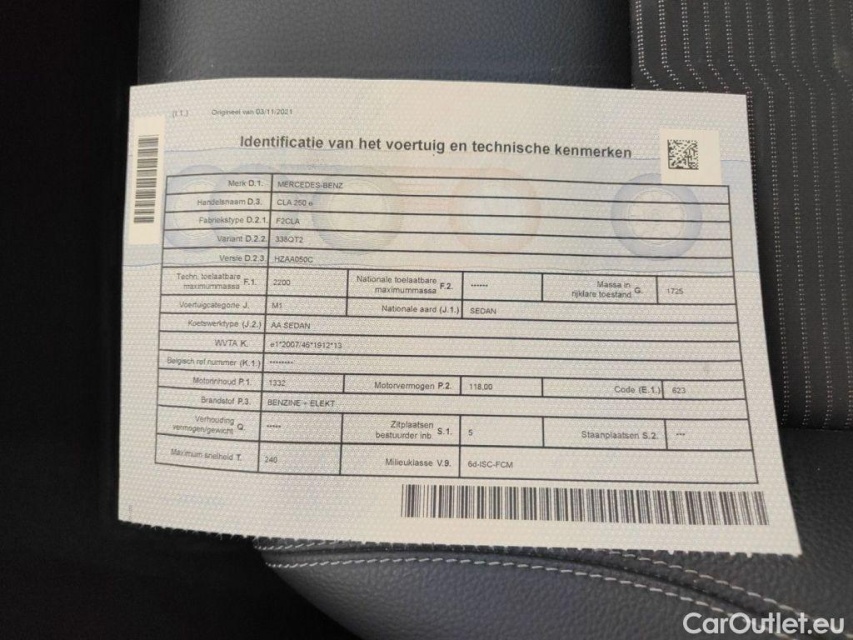 (I.T.) Origineel van 03/11/2021
Identificatie van het voertuig en technische kenmerken
Merk D.1. MERCEDES-BENZ
Handelsnaam D.3. CLA 250 e
Fabriekstype D.2.1. F2CLA
Variant D.2.2. 336QT2
Versie D.2.3. HZAA050C
Techn. toelaatbare maximummassa F.1. 2200 Nationale toelaatbare maximummassa F.2. ------ Massa in rijklare toestand G. 1725
Voertuigcategorie J. M1 Nationale aard (J.1.) SEDAN
Koetswerktype (J.2.) AA SEDAN
WVTA K. e1*2007/46*1912*13
Belgisch ref.nummer (K.1.) --------
Motorinhoud P.1. 1332 Motorvermogen P.2. 118,00 Code (E.1.) 623
Brandstof P.3. BENZINE + ELEKT
Verhouding vermogen/gewicht Q. ----- Zitplaatsen bestuurder inb. S.1. 5 Staanplaatsen S.2. ---
Maximum snelheid T. 240 Milieuklasse V.9. 6d-ISC-FCM
CarOutlet.eu